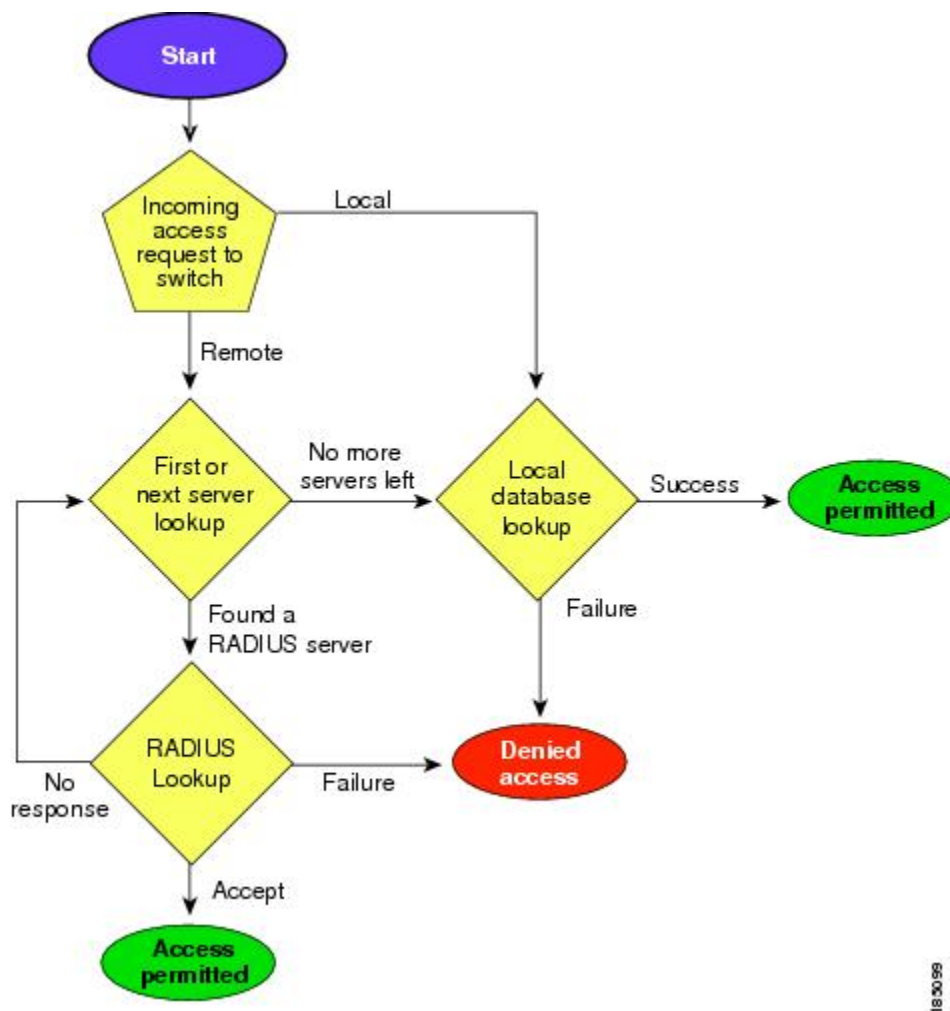 Start
Incoming
access
request to
switch
Local
Remote
First or
next server
lookup
No more
servers left
Local
database
lookup
Success
Access
permitted
Found a
RADIUS server
Failure
RADIUS
Lookup
No
response
Failure
Denied
access
Accept
Access
permitted
185099